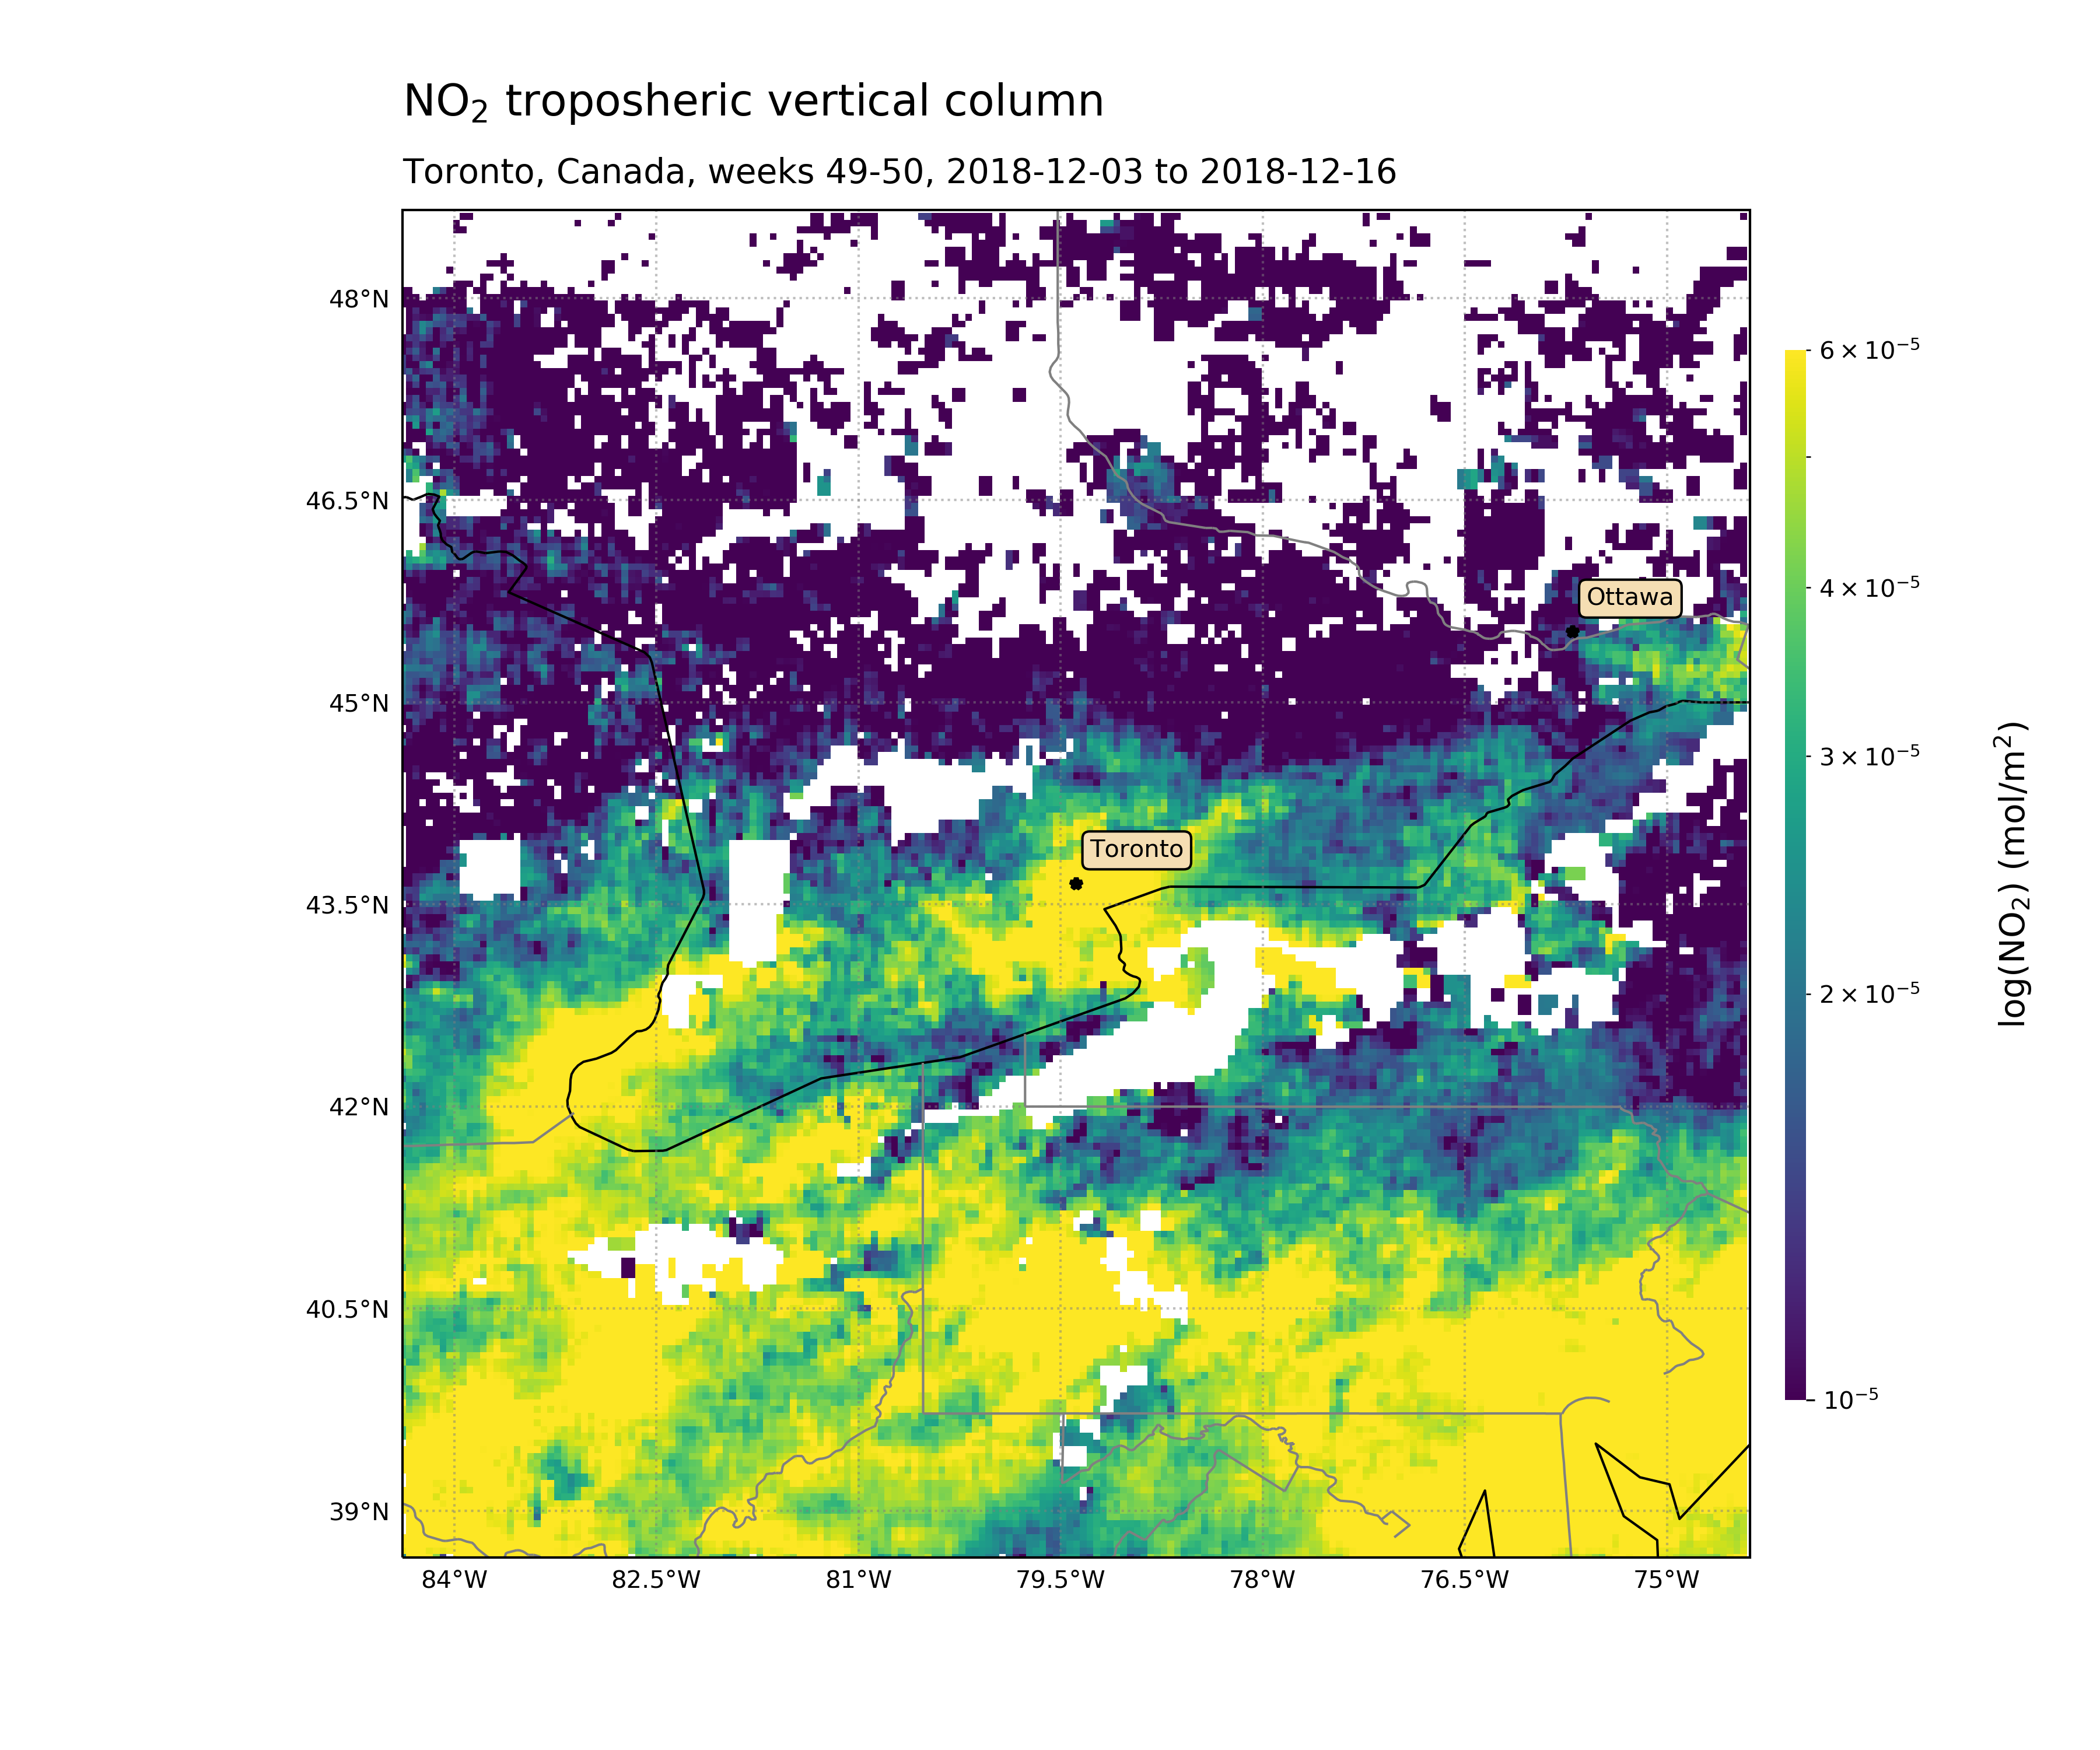 NO₂ troposheric vertical column
Toronto, Canada, weeks 49-50, 2018-12-03 to 2018-12-16
48°N
46.5°N
45°N
43.5°N
42°N
40.5°N
39°N
84°W 82.5°W 81°W 79.5°W 78°W 76.5°W 75°W
Ottawa
Toronto
6 × 10⁻⁵
4 × 10⁻⁵
3 × 10⁻⁵
2 × 10⁻⁵
10⁻⁵
log(NO₂) (mol/m²)